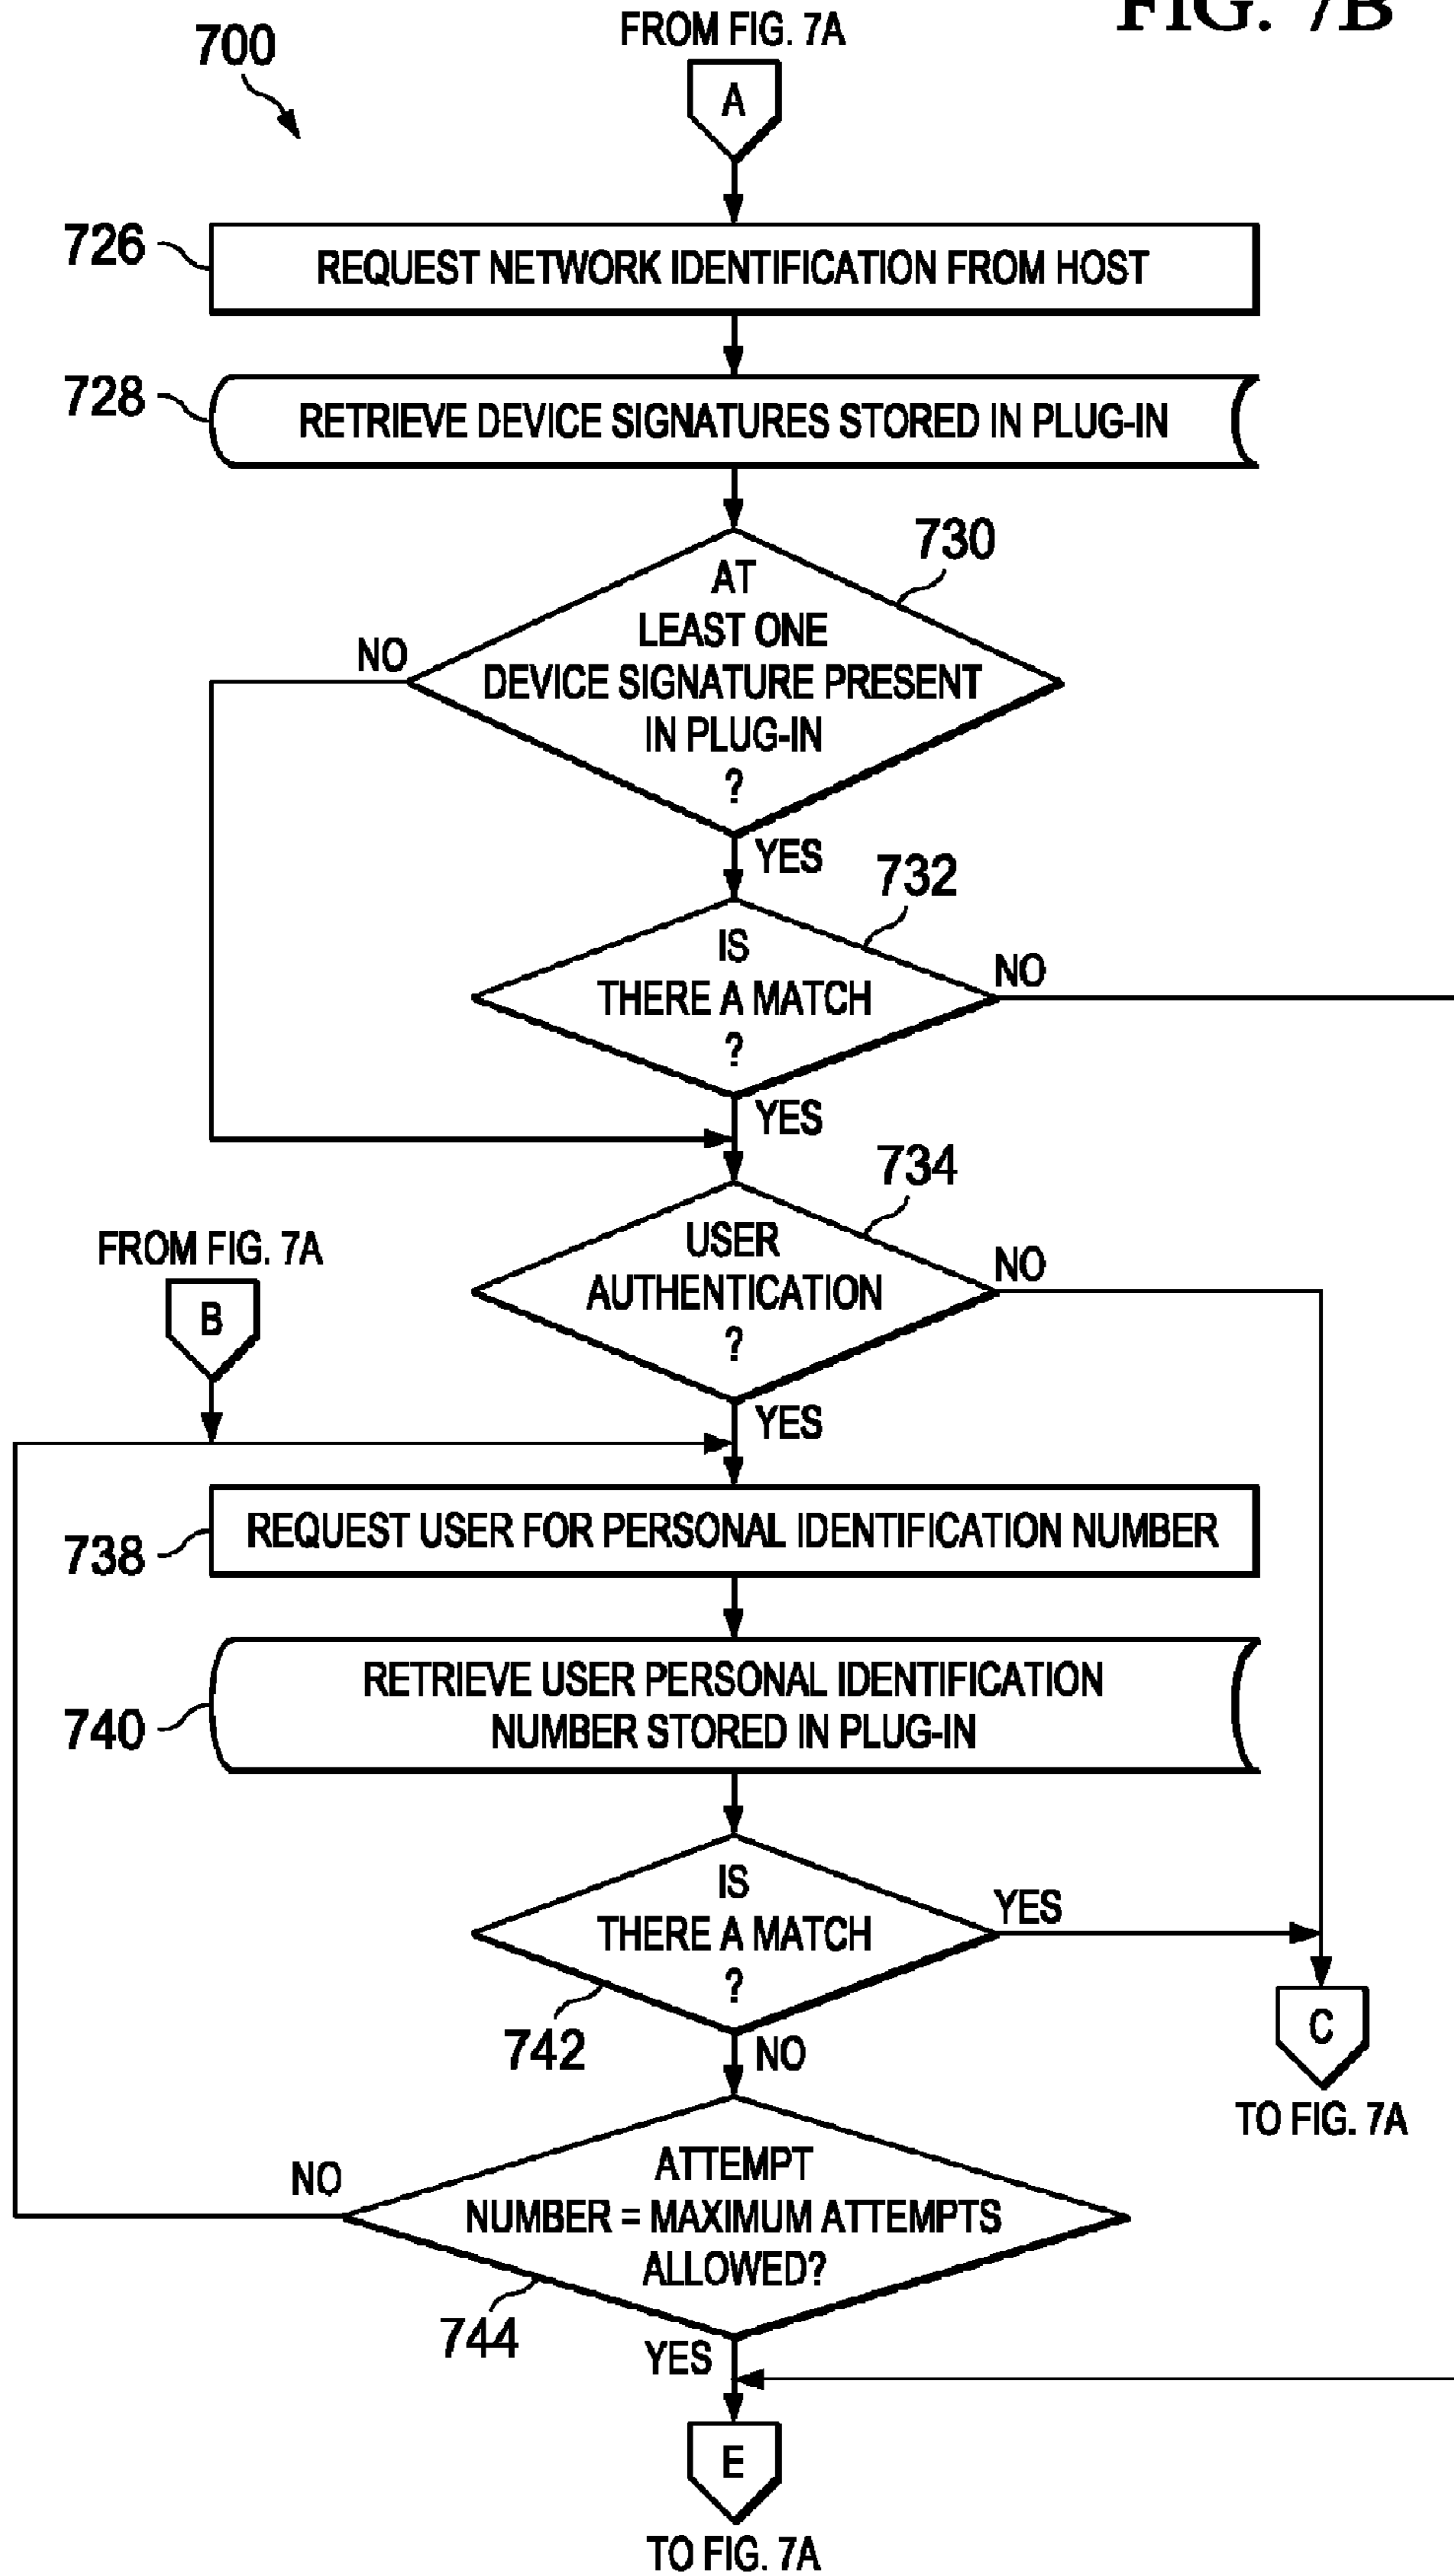 FIG. 7B
700
FROM FIG. 7A
A
726
REQUEST NETWORK IDENTIFICATION FROM HOST
728
RETRIEVE DEVICE SIGNATURES STORED IN PLUG-IN
730
AT
LEAST ONE
DEVICE SIGNATURE PRESENT
IN PLUG-IN
?
NO
YES
732
IS
THERE A MATCH
?
NO
YES
734
USER
AUTHENTICATION
?
NO
YES
FROM FIG. 7A
B
738
REQUEST USER FOR PERSONAL IDENTIFICATION NUMBER
740
RETRIEVE USER PERSONAL IDENTIFICATION
NUMBER STORED IN PLUG-IN
IS
THERE A MATCH
?
YES
742
NO
C
TO FIG. 7A
ATTEMPT
NUMBER = MAXIMUM ATTEMPTS
ALLOWED?
NO
744
YES
E
TO FIG. 7A